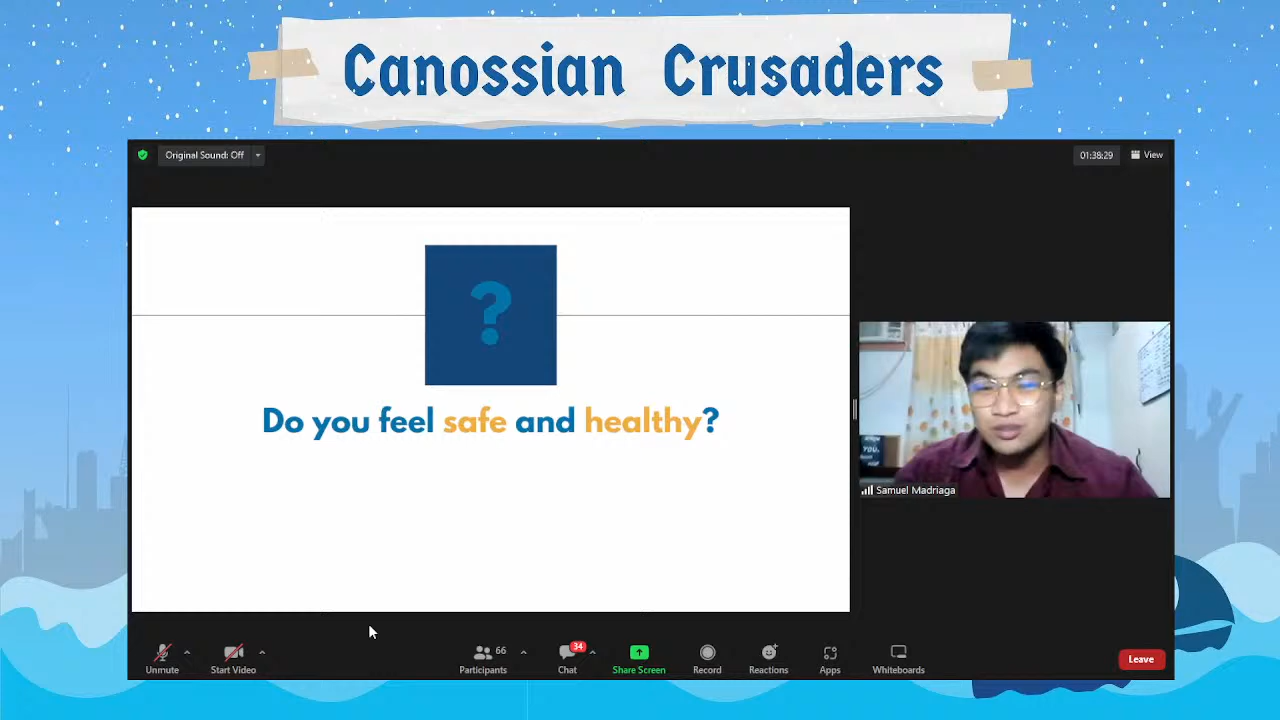 Canossian Crusaders
Original Sound: Off
01:38:29
View
?
Do you feel safe and healthy?
YOU,
Samuel Madriaga
Unmute
Start Video
66
Participants
34
Chat
Share Screen
Record
Reactions
Apps
Whiteboards
Leave